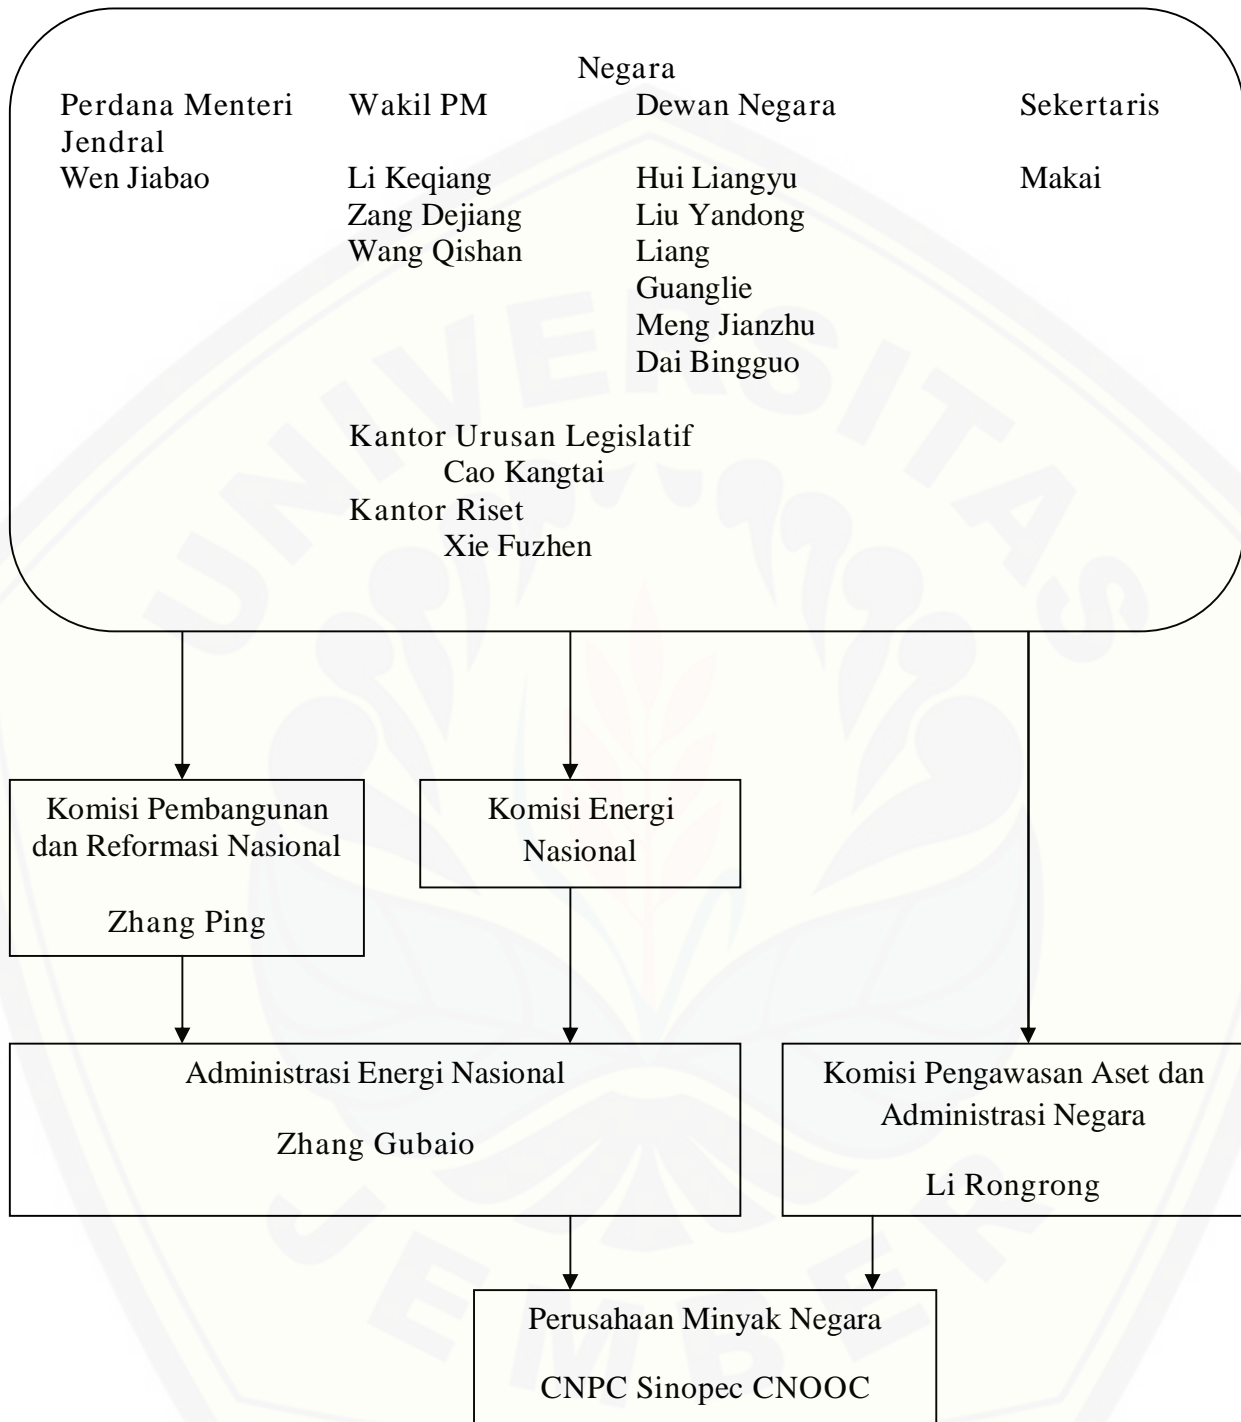 Negara
Perdana Menteri Wakil PM Dewan Negara Sekertaris
Jendral
Wen Jiabao Li Keqiang Hui Liangyu Makai
Zang Dejiang Liu Yandong
Wang Qishan Liang
Guanglie
Meng Jianzhu
Dai Bingguo
Kantor Urusan Legislatif
Cao Kangtai
Kantor Riset
Xie Fuzhen
Komisi Pembangunan
dan Reformasi Nasional
Zhang Ping
Komisi Energi
Nasional
Administrasi Energi Nasional
Zhang Gubaio
Komisi Pengawasan Aset dan
Administrasi Negara
Li Rongrong
Perusahaan Minyak Negara
CNPC Sinopec CNOOC
UNIVERSITAS
JEMBER